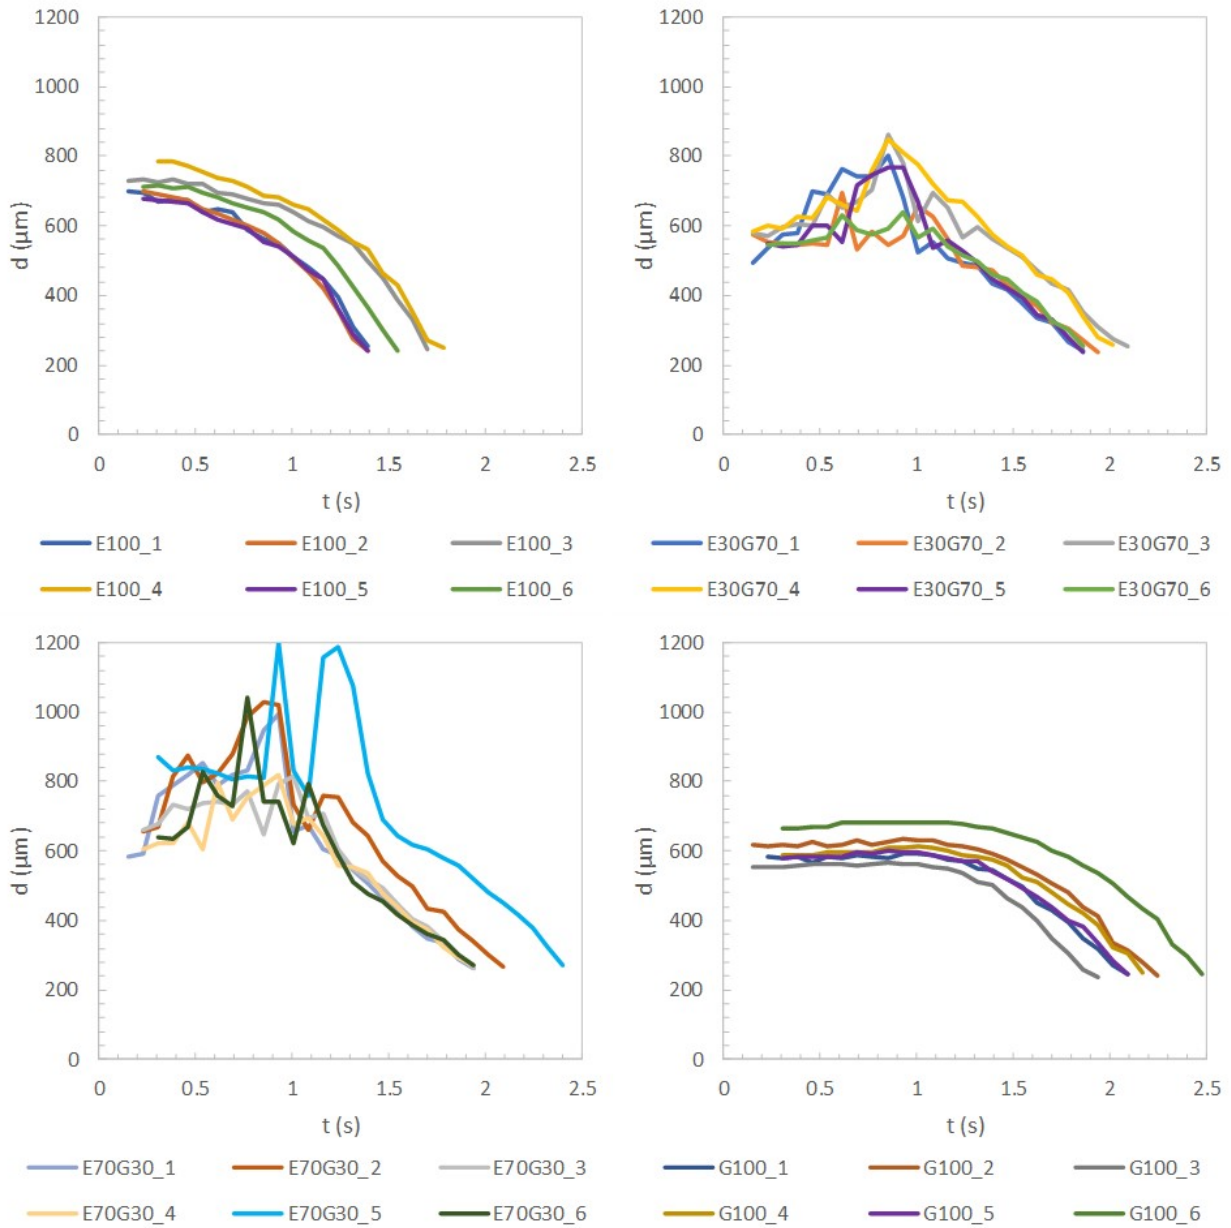 1200
1000
800
600
400
200
0
d (µm)
0 0.5 1 1.5 2 2.5
t (s)
E100_1 E100_2 E100_3
E100_4 E100_5 E100_6
1200
1000
800
600
400
200
0
d (µm)
0 0.5 1 1.5 2 2.5
t (s)
E30G70_1 E30G70_2 E30G70_3
E30G70_4 E30G70_5 E30G70_6
1200
1000
800
600
400
200
0
d (µm)
0 0.5 1 1.5 2 2.5
t (s)
E70G30_1 E70G30_2 E70G30_3
E70G30_4 E70G30_5 E70G30_6
1200
1000
800
600
400
200
0
d (µm)
0 0.5 1 1.5 2 2.5
t (s)
G100_1 G100_2 G100_3
G100_4 G100_5 G100_6